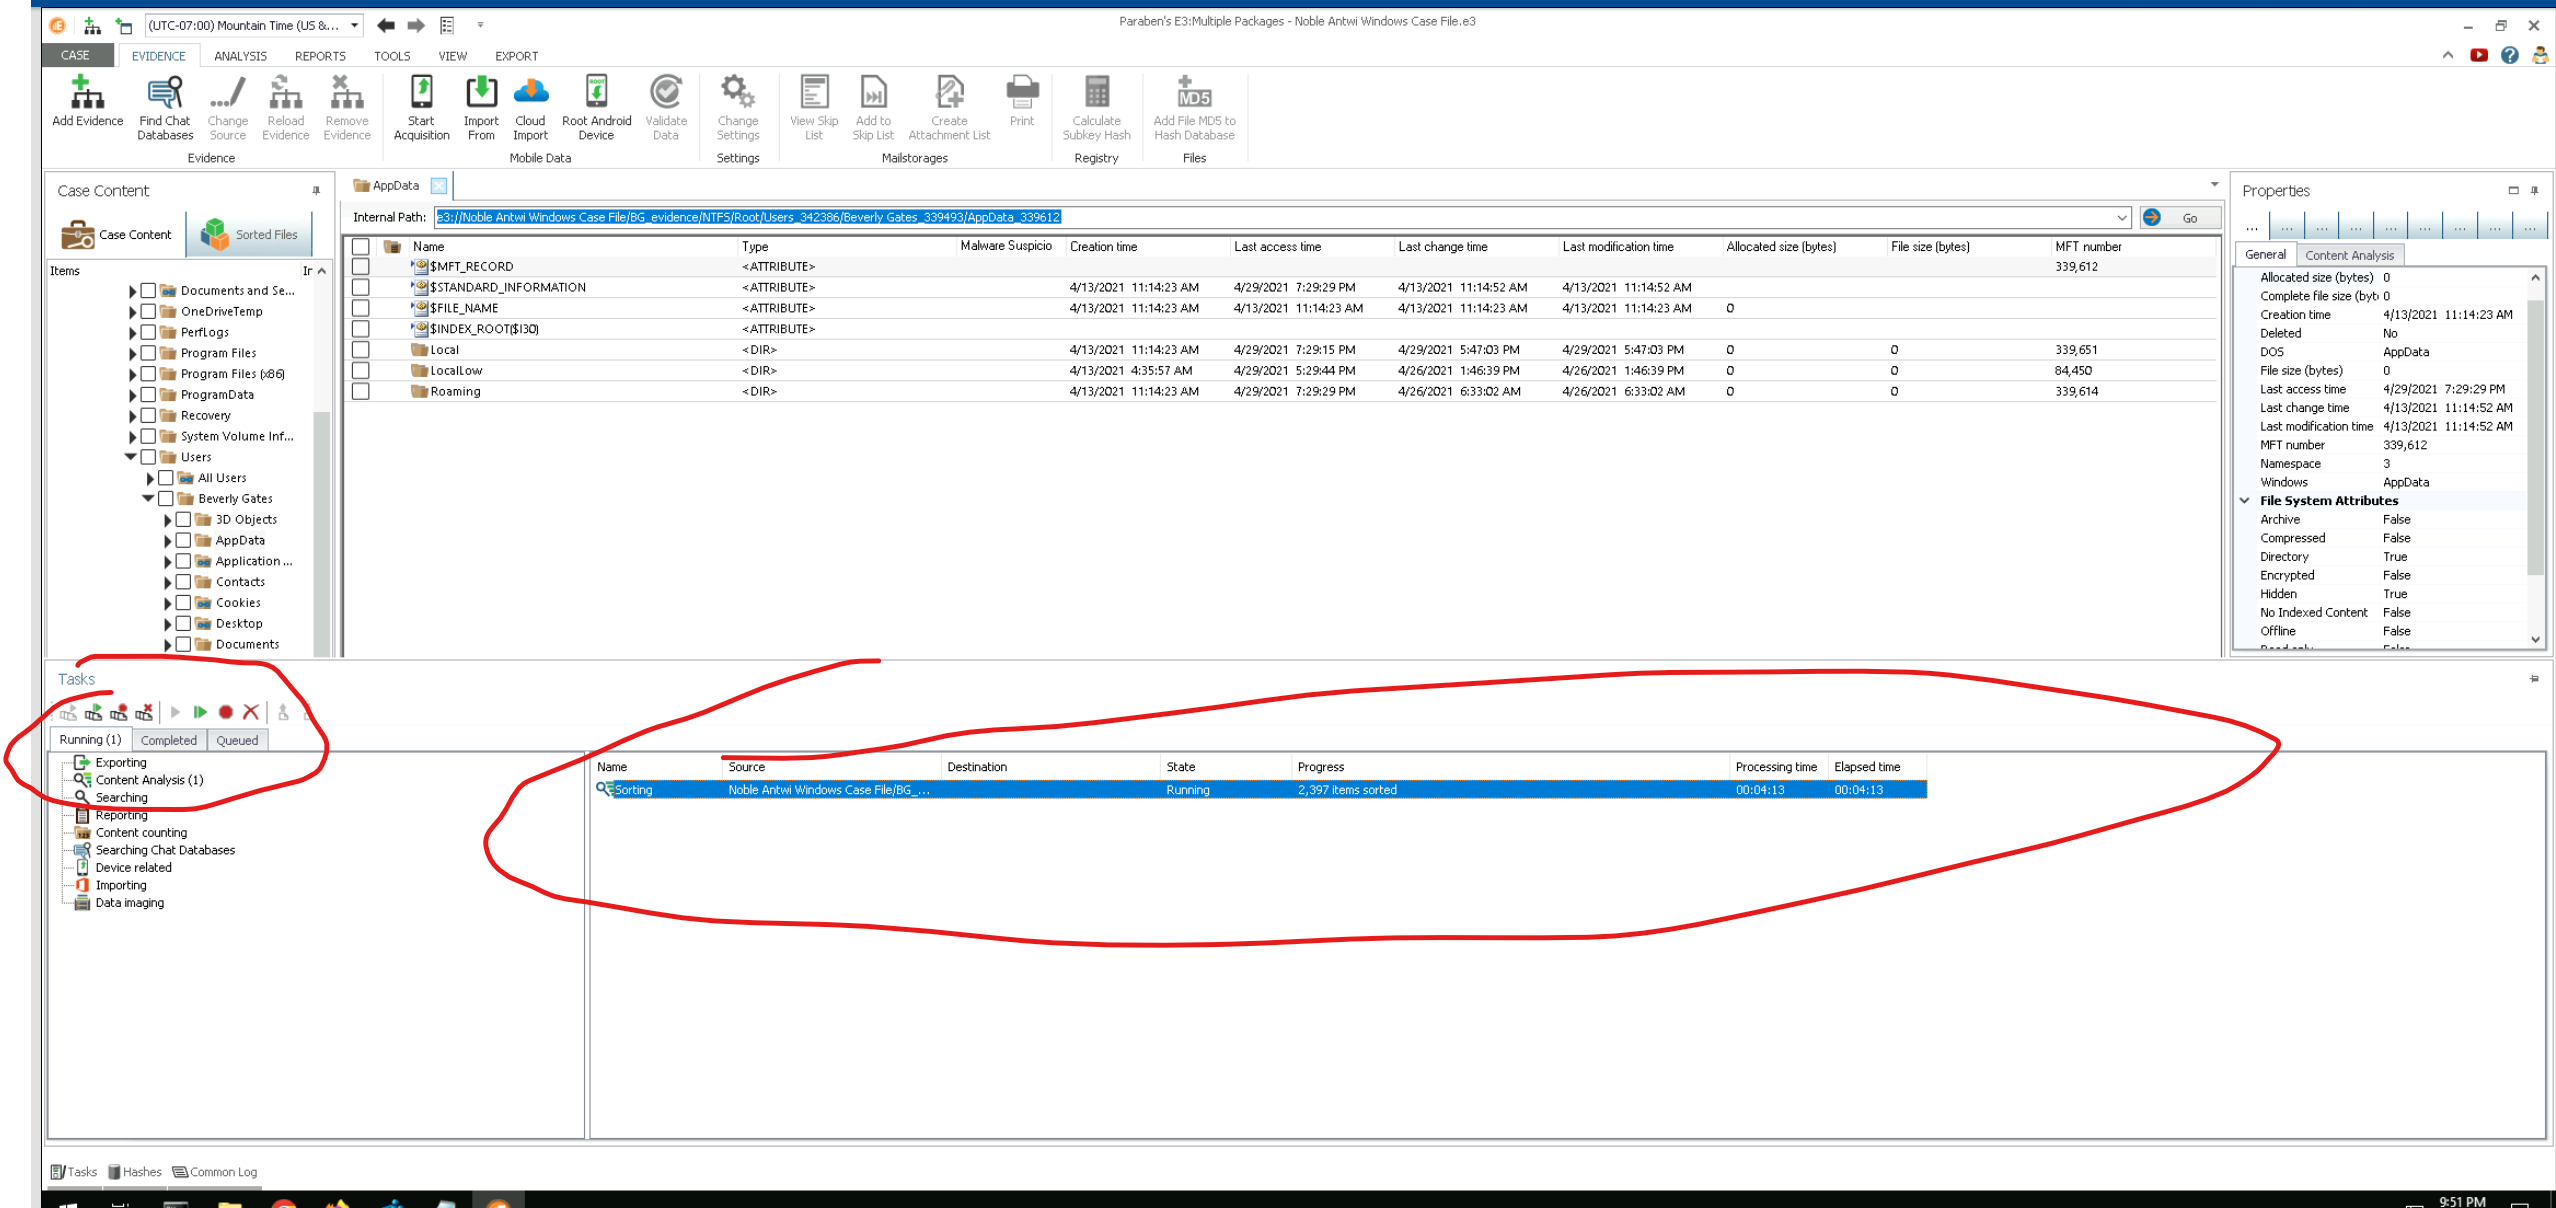 (UTC-07:00) Mountain Time (US &...
Paraben's E3:Multiple Packages - Noble Antwi Windows Case File.e3
CASE EVIDENCE ANALYSIS REPORTS TOOLS VIEW EXPORT
Add Evidence
Find Chat Databases
Change Source
Reload Evidence
Remove Evidence
Start Acquisition
Import From
Cloud Import
Root Android Device
Validate Data
Change Settings
View Skip List
Add to Skip List
Create Attachment List
Print
Calculate Subkey Hash
MD5
Add File MD5 to Hash Database
Evidence Mobile Data Settings Mailstorages Registry Files
Case Content
Case Content Sorted Files
Items
Documents and Se...
OneDriveTemp
PerfLogs
Program Files
Program Files (x86)
ProgramData
Recovery
System Volume Inf...
Users
All Users
Beverly Gates
3D Objects
AppData
Application ...
Contacts
Cookies
Desktop
Documents
AppData
Internal Path: e3://Noble Antwi Windows Case File/BG_evidence/NTFS/Root/Users_342386/Beverly Gates_339493/AppData_339612 Go
Name Type Malware Suspicio Creation time Last access time Last change time Last modification time Allocated size (bytes) File size (bytes) MFT number
$MFT_RECORD <ATTRIBUTE> 339,612
$STANDARD_INFORMATION <ATTRIBUTE> 4/13/2021 11:14:23 AM 4/29/2021 7:29:29 PM 4/13/2021 11:14:52 AM 4/13/2021 11:14:52 AM
$FILE_NAME <ATTRIBUTE> 4/13/2021 11:14:23 AM 4/13/2021 11:14:23 AM 4/13/2021 11:14:23 AM 4/13/2021 11:14:23 AM 0
$INDEX_ROOT($I30) <ATTRIBUTE>
Local <DIR> 4/13/2021 11:14:23 AM 4/29/2021 7:29:15 PM 4/29/2021 5:47:03 PM 4/29/2021 5:47:03 PM 0 0 339,651
LocalLow <DIR> 4/13/2021 4:35:57 AM 4/29/2021 5:29:44 PM 4/26/2021 1:46:39 PM 4/26/2021 1:46:39 PM 0 0 84,450
Roaming <DIR> 4/13/2021 11:14:23 AM 4/29/2021 7:29:29 PM 4/26/2021 6:33:02 AM 4/26/2021 6:33:02 AM 0 0 339,614
Properties
... ... ... ... ... ... ... ... ...
General Content Analysis
Allocated size (bytes) 0
Complete file size (byt 0
Creation time 4/13/2021 11:14:23 AM
Deleted No
DOS AppData
File size (bytes) 0
Last access time 4/29/2021 7:29:29 PM
Last change time 4/13/2021 11:14:52 AM
Last modification time 4/13/2021 11:14:52 AM
MFT number 339,612
Namespace 3
Windows AppData
File System Attributes
Archive False
Compressed False
Directory True
Encrypted False
Hidden True
No Indexed Content False
Offline False
Tasks
Running (1) Completed Queued
Exporting
Content Analysis (1)
Searching
Reporting
Content counting
Searching Chat Databases
Device related
Importing
Data imaging
Name Source Destination State Progress Processing time Elapsed time
Sorting Noble Antwi Windows Case File/BG_... Running 2,397 items sorted 00:04:13 00:04:13
Tasks Hashes Common Log
9:51 PM